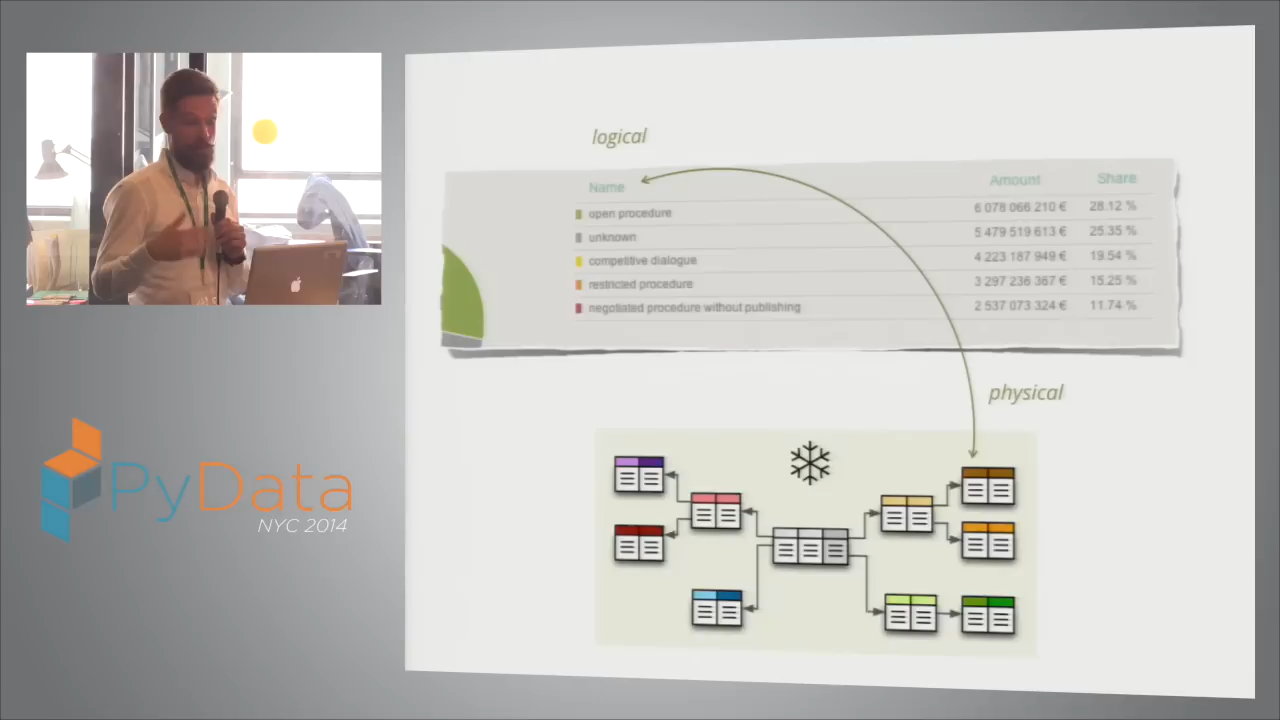 logical
Name Amount Share
open procedure 6 078 066 210 € 28.12 %
unknown 5 479 519 613 € 25.35 %
competitive dialogue 4 223 187 949 € 19.54 %
restricted procedure 3 297 236 367 € 15.25 %
negotiated procedure without publishing 2 537 073 324 € 11.74 %
physical
PyData
NYC 2014